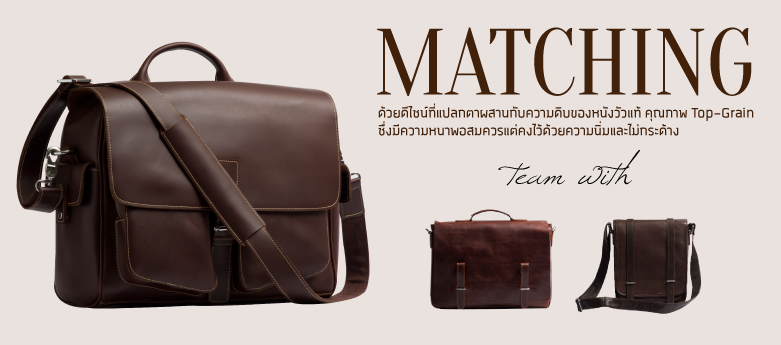 MATCHING
ด้วยดีไซน์ที่แปลกตาผสานกับความดิบของหนังวัวแท้ คุณภาพ Top-Grain
ซึ่งมีความหนาพอสมควรแต่คงไว้ด้วยความนิ่มและไม่กระด้าง
team with